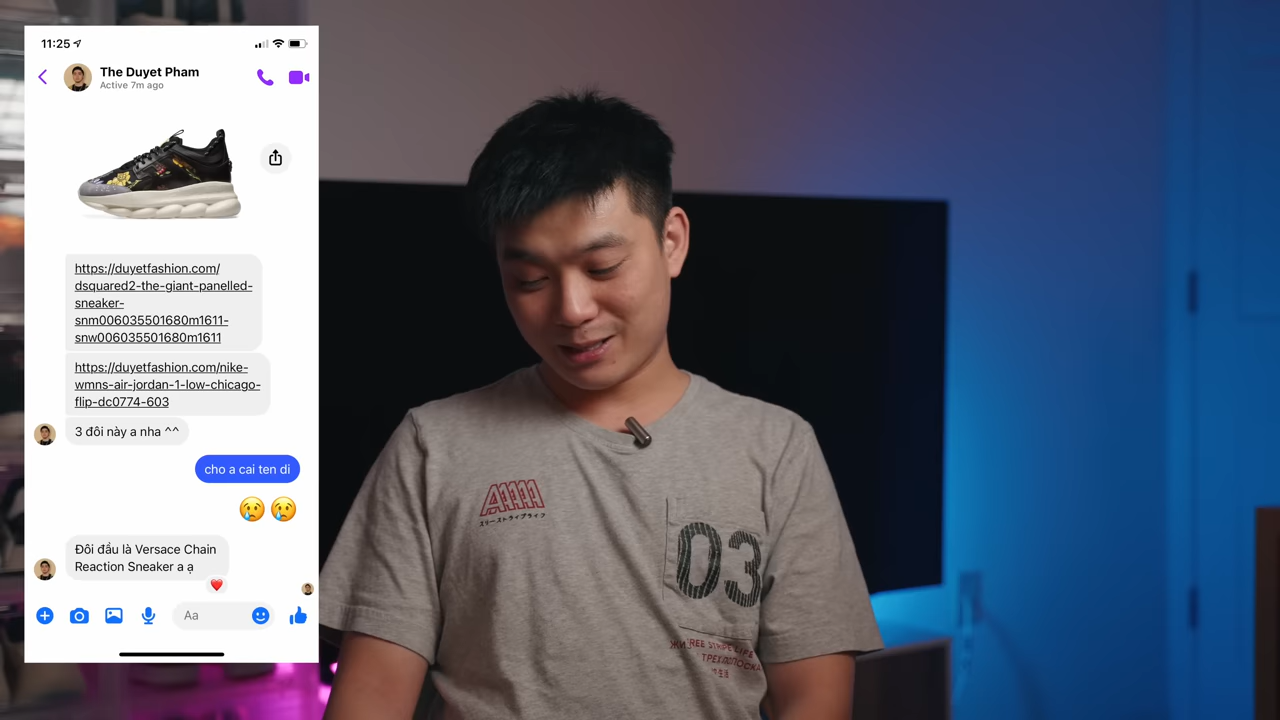 11:25
The Duyet Pham
Active 7m ago
https://duyetfashion.com/
dsquared2-the-giant-panelled-
sneaker-
snm006035501680m1611-
snw006035501680m1611
https://duyetfashion.com/nike-
wmns-air-jordan-1-low-chicago-
flip-dc0774-603
3 đôi này a nha ^^
cho a cai ten di
😢 😢
Đôi đầu là Versace Chain
Reaction Sneaker a ạ
Aa
A11111
03